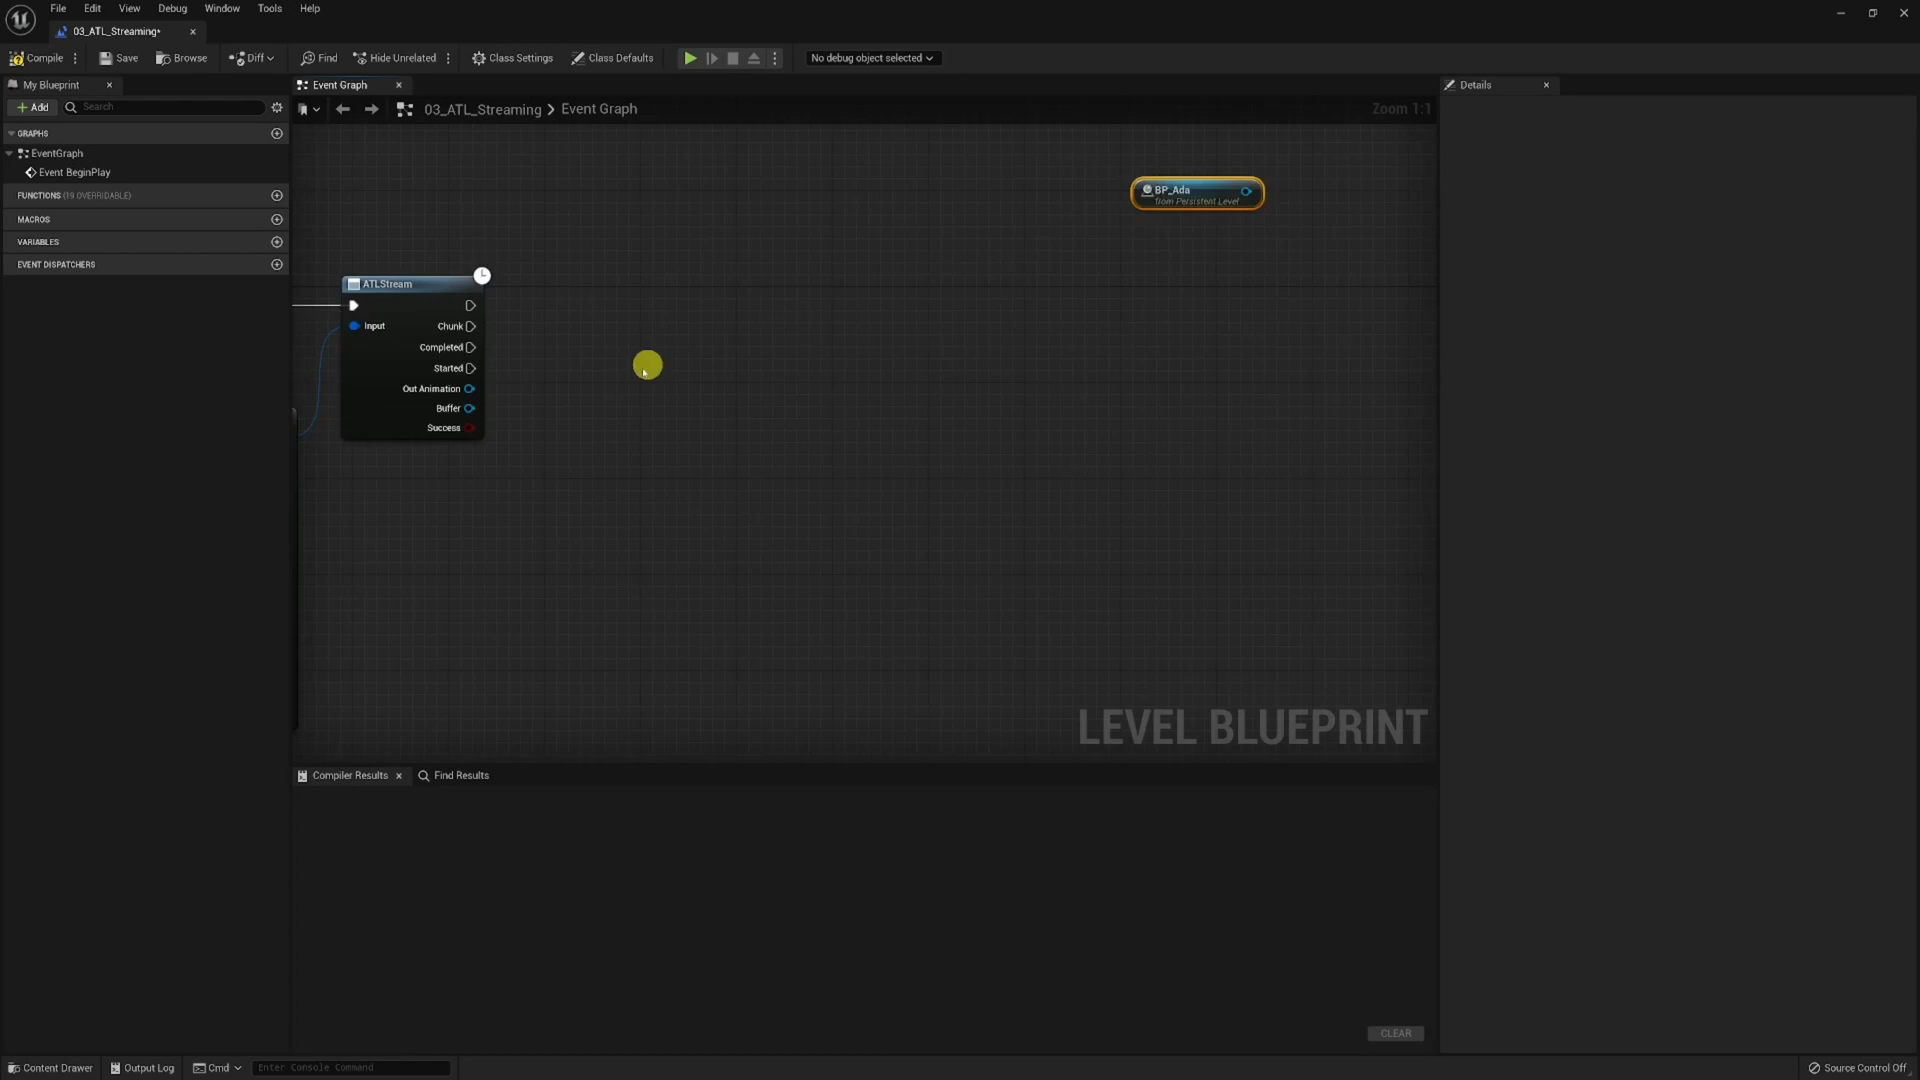 File Edit View Debug Window Tools Help
03_ATL_Streaming*
Compile Save Browse Diff Find Hide Unrelated Class Settings Class Defaults No debug object selected
My Blueprint Event Graph Details
Add Search 03_ATL_Streaming > Event Graph Zoom 1:1
GRAPHS
EventGraph
Event BeginPlay
FUNCTIONS (19 OVERRIDABLE)
MACROS
VARIABLES
EVENT DISPATCHERS
BP_Ada
from Persistent Level
ATLStream
Input Chunk
Completed
Started
Out Animation
Buffer
Success
LEVEL BLUEPRINT
Compiler Results Find Results
CLEAR
Content Drawer Output Log Cmd Enter Console Command Source Control Off